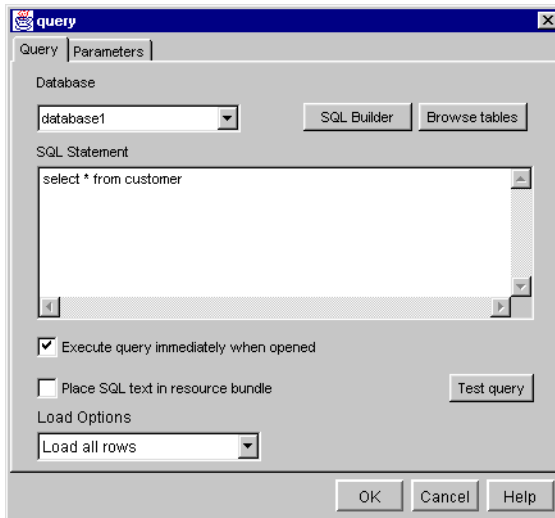 query
Query Parameters
Database
database1 SQL Builder Browse tables
SQL Statement
select * from customer
Execute query immediately when opened
Place SQL text in resource bundle Test query
Load Options
Load all rows
OK Cancel Help